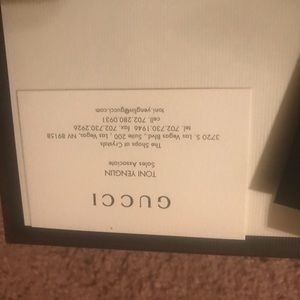 GUCCI
TONI YENGLIN
Sales Associate
The Shops at Crystals
3720 S. Las Vegas Blvd., Suite 200, Las Vegas, NV 89158
tel. 702.730.1946 fax 702.730.2926
cell. 702.280.0931
toni.yenglin@gucci.com